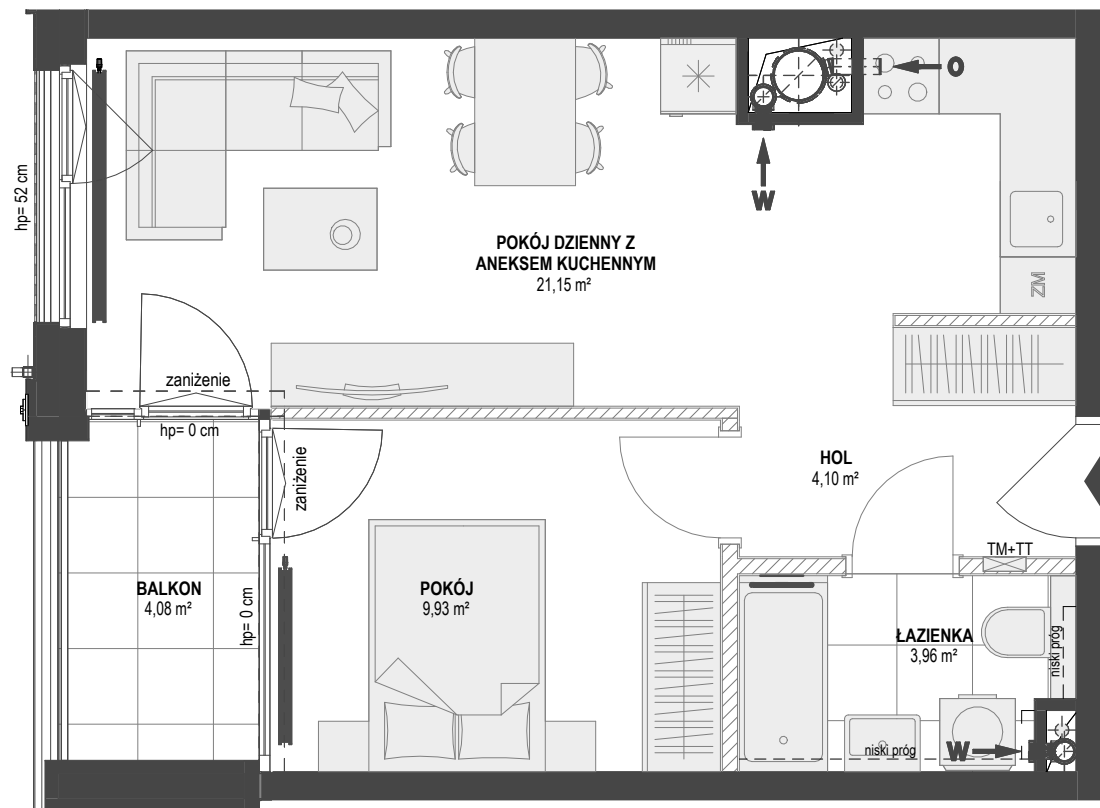 O
hp= 52 cm
W
POKÓJ DZIENNY Z
ANEKSEM KUCHENNYM
21,15 m²
ZM
zaniżenie
hp= 0 cm
zaniżenie
HOL
4,10 m²
TM+TT
BALKON
4,08 m²
hp= 0 cm
POKÓJ
9,93 m²
ŁAZIENKA
3,96 m²
niski próg
niski próg
W